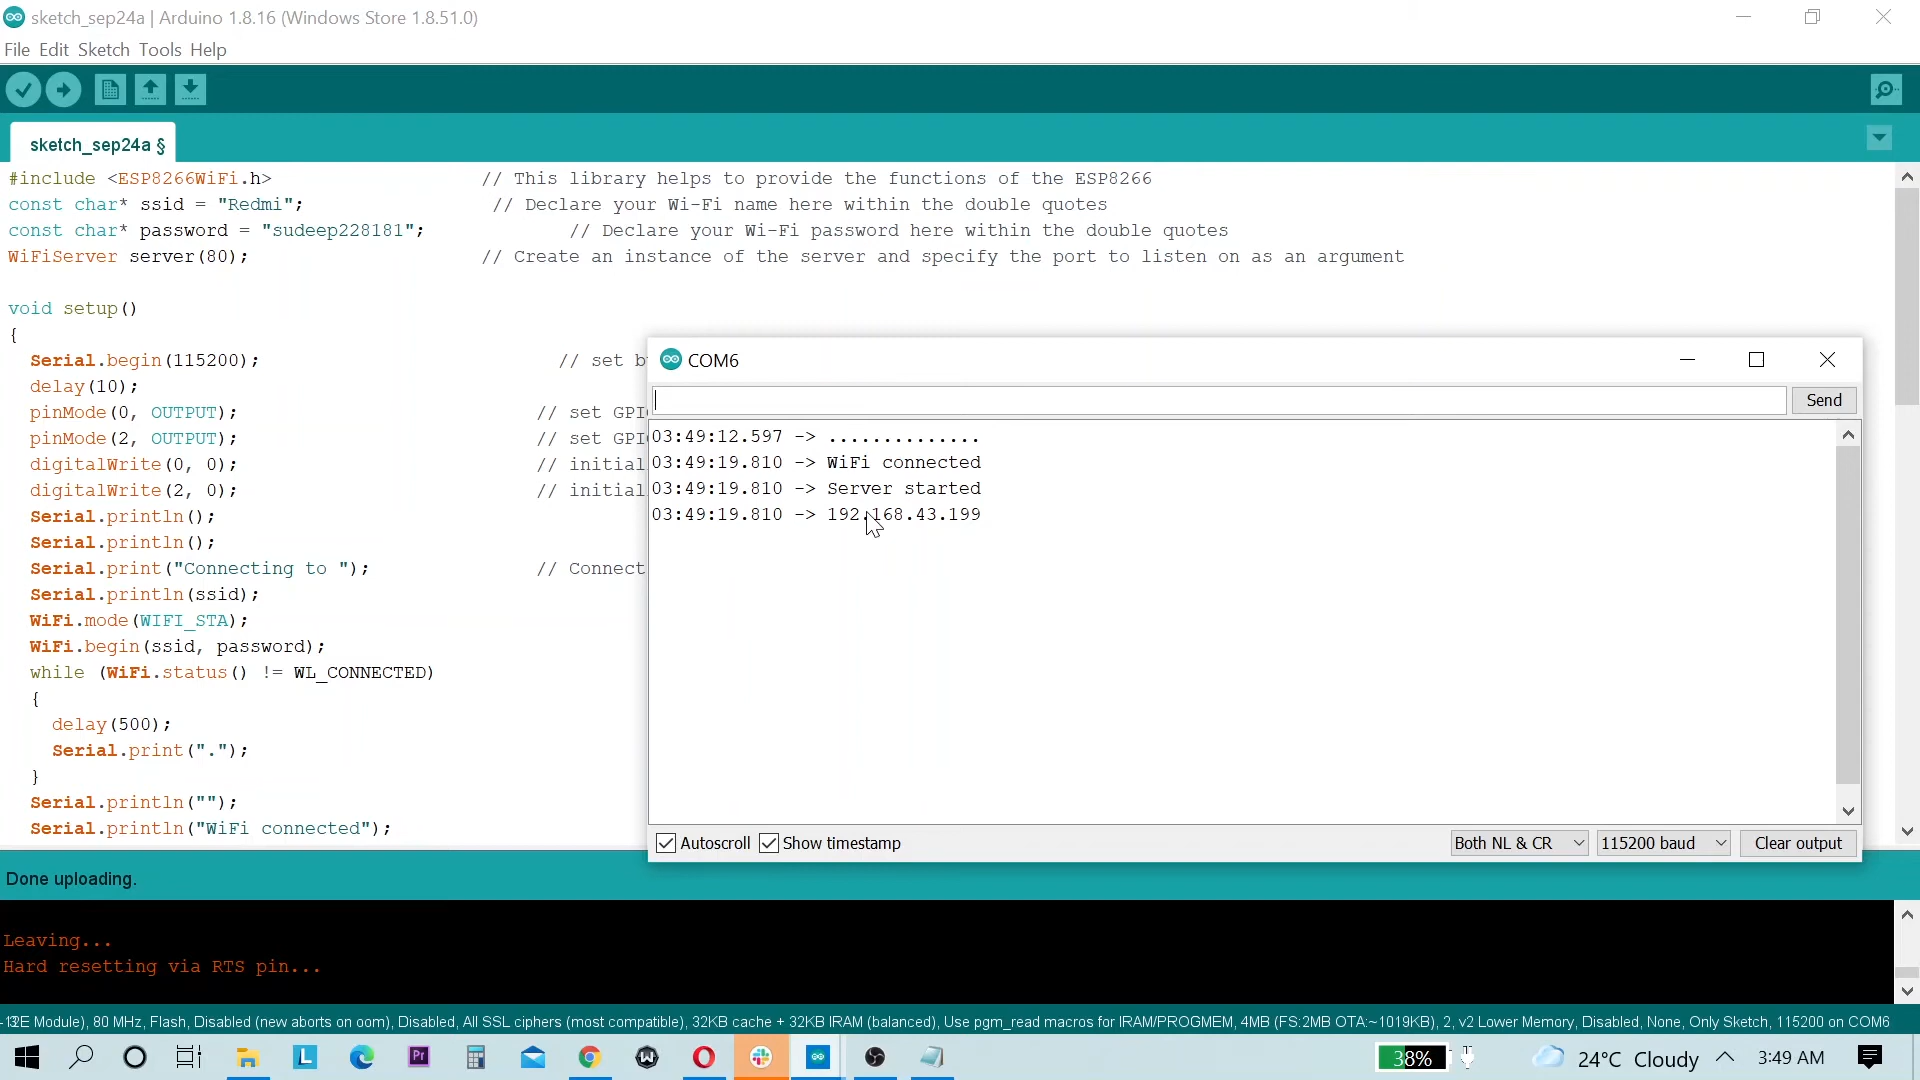 sketch_sep24a | Arduino 1.8.16 (Windows Store 1.8.51.0)
File Edit Sketch Tools Help
sketch_sep24a §
#include <ESP8266WiFi.h> // This library helps to provide the functions of the ESP8266
const char* ssid = "Redmi"; // Declare your Wi-Fi name here within the double quotes
const char* password = "sudeep228181"; // Declare your Wi-Fi password here within the double quotes
WiFiServer server(80); // Create an instance of the server and specify the port to listen on as an argument
void setup()
{
Serial.begin(115200); // set b
delay(10);
pinMode(0, OUTPUT); // set GPI
pinMode(2, OUTPUT); // set GPI
digitalWrite(0, 0); // initial
digitalWrite(2, 0); // initial
Serial.println();
Serial.println();
Serial.print("Connecting to "); // Connect
Serial.println(ssid);
WiFi.mode(WIFI_STA);
WiFi.begin(ssid, password);
while (WiFi.status() != WL_CONNECTED)
{
delay(500);
Serial.print(".");
}
Serial.println("");
Serial.println("WiFi connected");
COM6
Send
03:49:12.597 -> ..............
03:49:19.810 -> WiFi connected
03:49:19.810 -> Server started
03:49:19.810 -> 192.168.43.199
Autoscroll Show timestamp Both NL & CR 115200 baud Clear output
Done uploading.
Leaving...
Hard resetting via RTS pin...
E Module), 80 MHz, Flash, Disabled (new aborts on oom), Disabled, All SSL ciphers (most compatible), 32KB cache + 32KB IRAM (balanced), Use pgm_read macros for IRAM/PROGMEM, 4MB (FS:2MB OTA:~1019KB), 2, v2 Lower Memory, Disabled, None, Only Sketch, 115200 on COM6
L Pr 38% 24°C Cloudy 3:49 AM